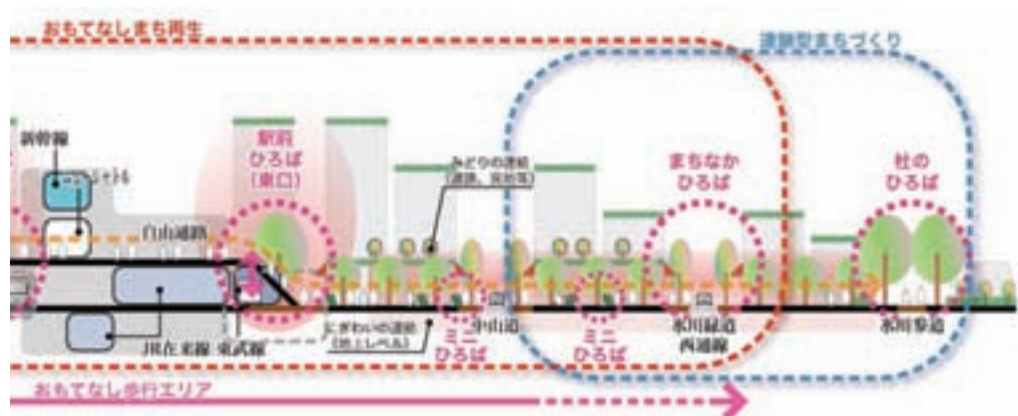 おもてなしまち再生
連鎖型まちづくり
新幹線
駅前
ひろば
(東口)
みどりの連続
まちなか
ひろば
杜の
ひろば
自由通路
JR在来線 東武線
にぎわいの連続
(地上レベル)
ミニ
ひろば
中山道
ミニ
ひろば
氷川緑道
西通線
氷川参道
おもてなし歩行エリア